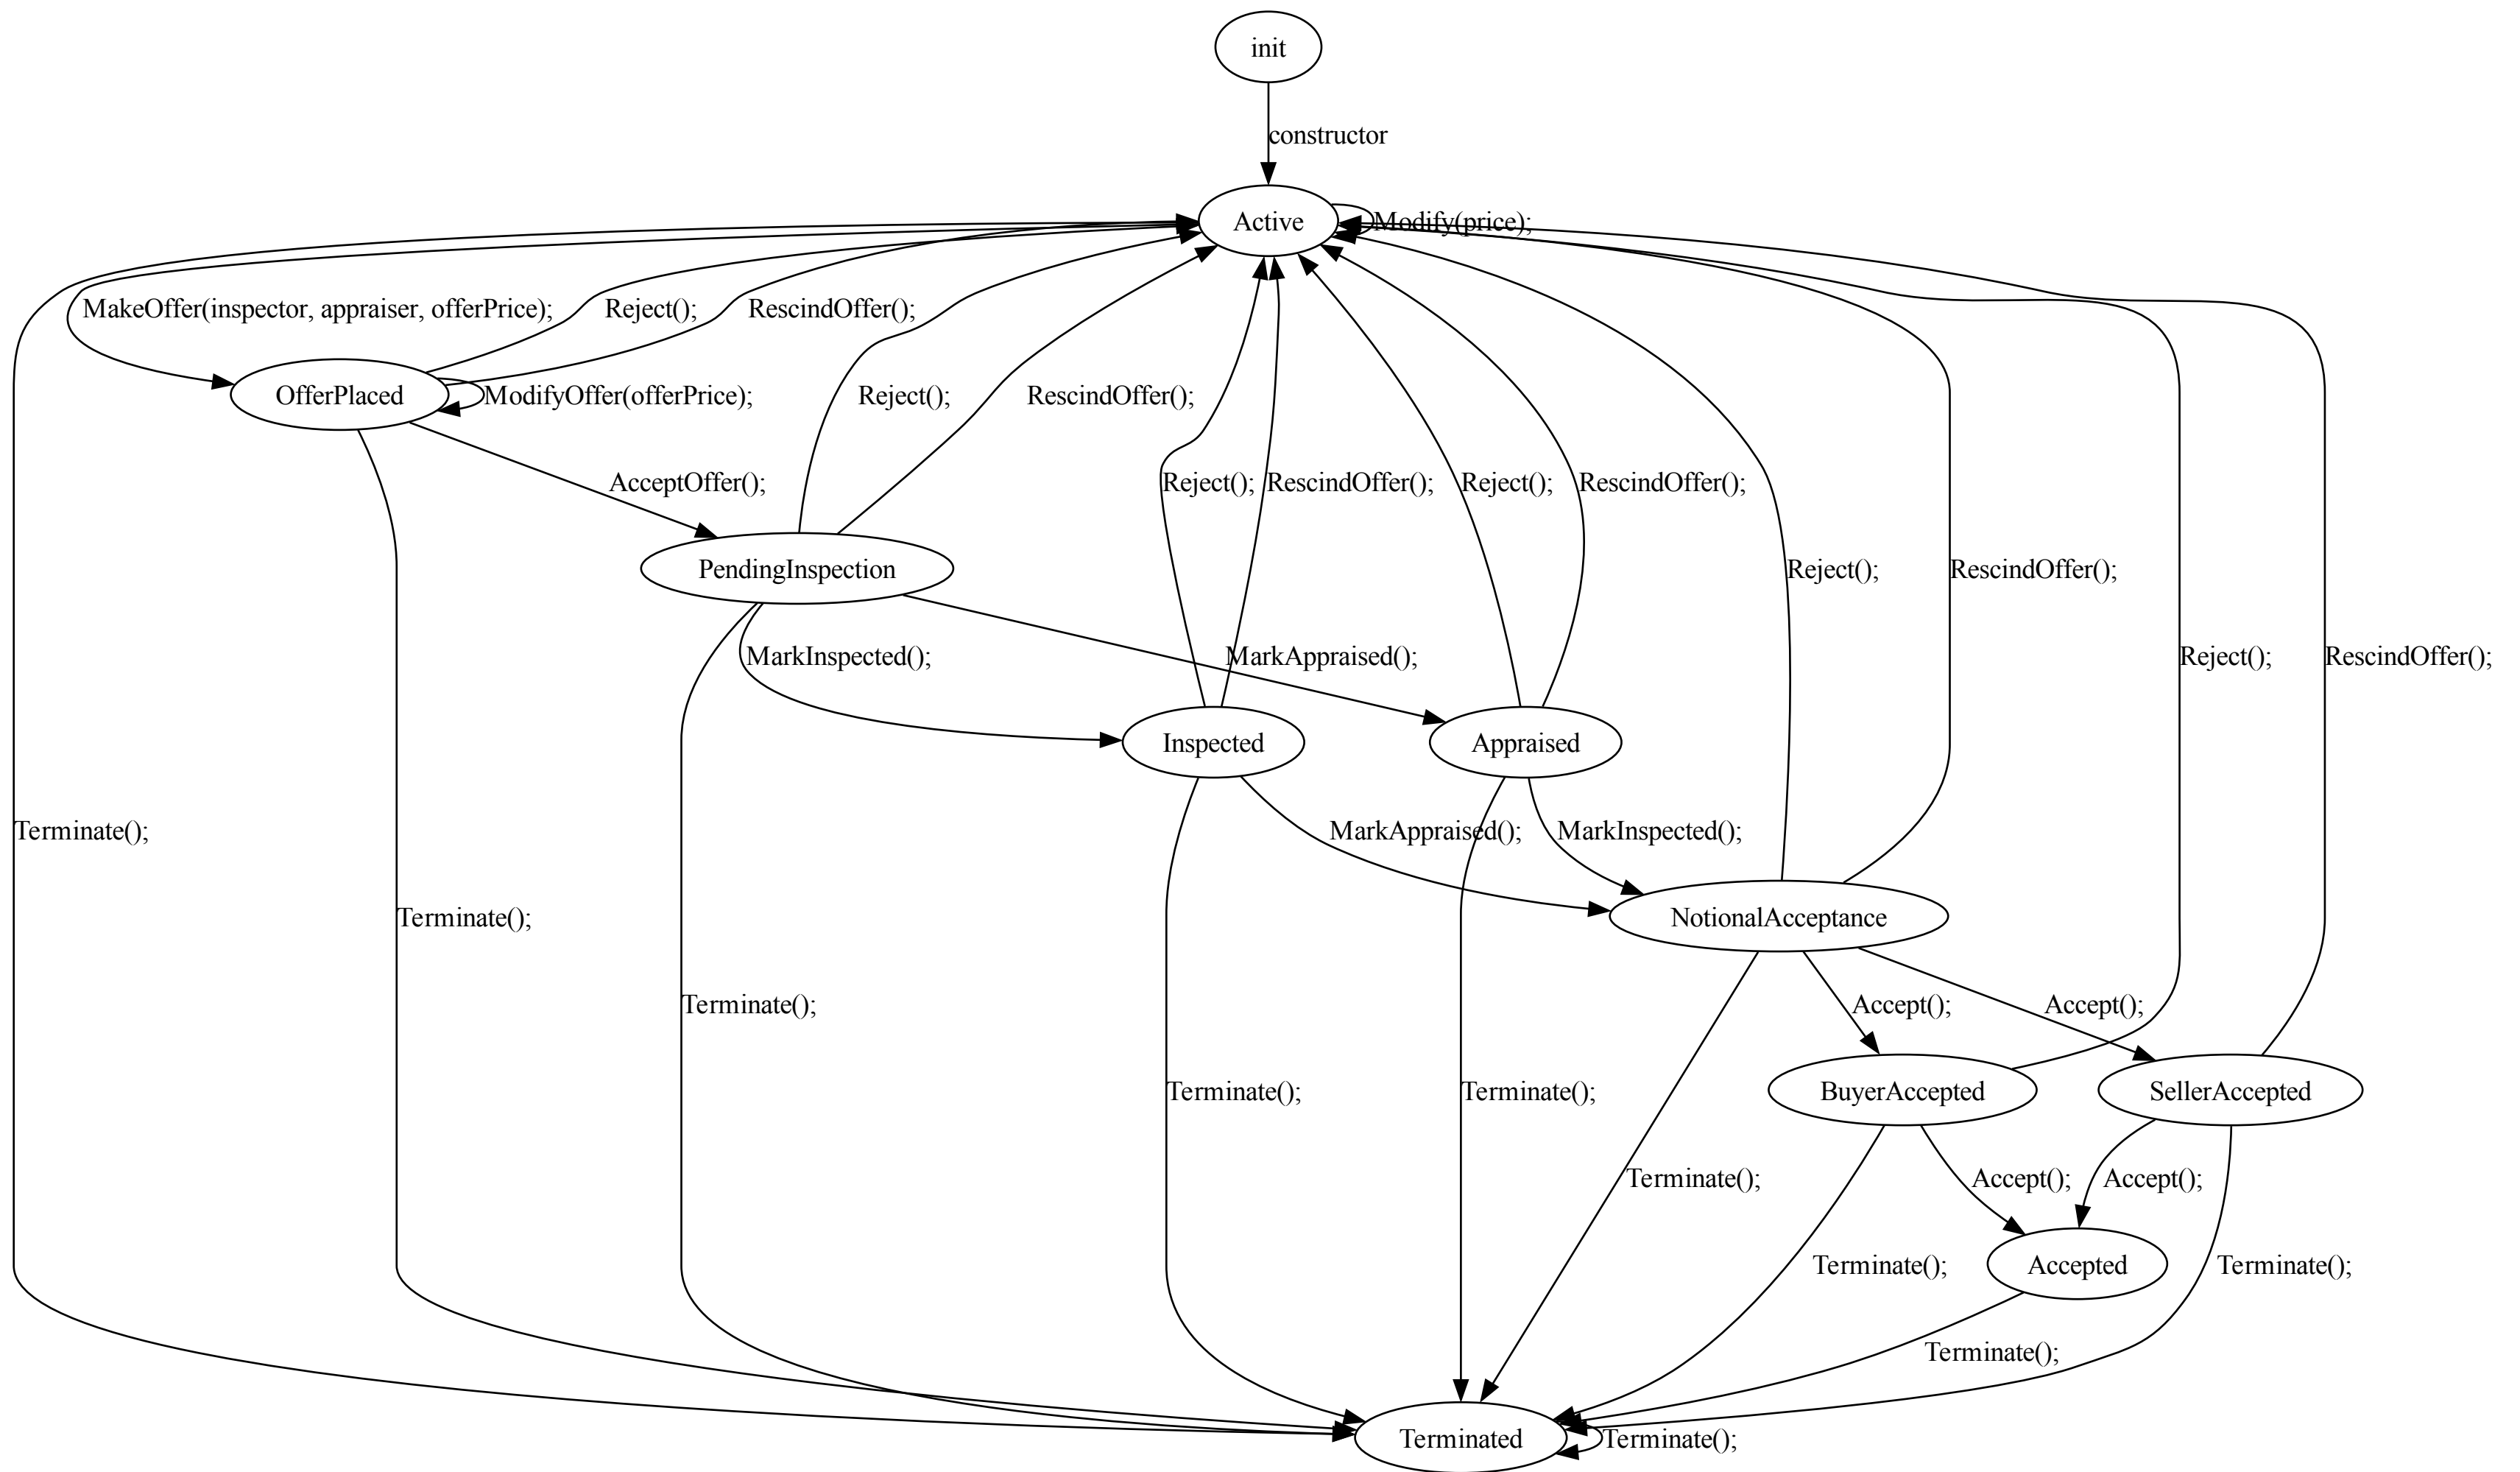 init
constructor
Active
Modify(price);
MakeOffer(inspector, appraiser, offerPrice);
Reject();
RescindOffer();
OfferPlaced
ModifyOffer(offerPrice);
Reject();
RescindOffer();
AcceptOffer();
Reject();
RescindOffer();
Reject();
RescindOffer();
PendingInspection
Reject();
RescindOffer();
MarkInspected();
MarkAppraised();
Reject();
RescindOffer();
Inspected
Appraised
Terminate();
MarkAppraised();
MarkInspected();
Terminate();
NotionalAcceptance
Terminate();
Accept();
Accept();
Terminate();
Terminate();
BuyerAccepted
SellerAccepted
Terminate();
Accept();
Accept();
Terminate();
Accepted
Terminate();
Terminate();
Terminated
Terminate();